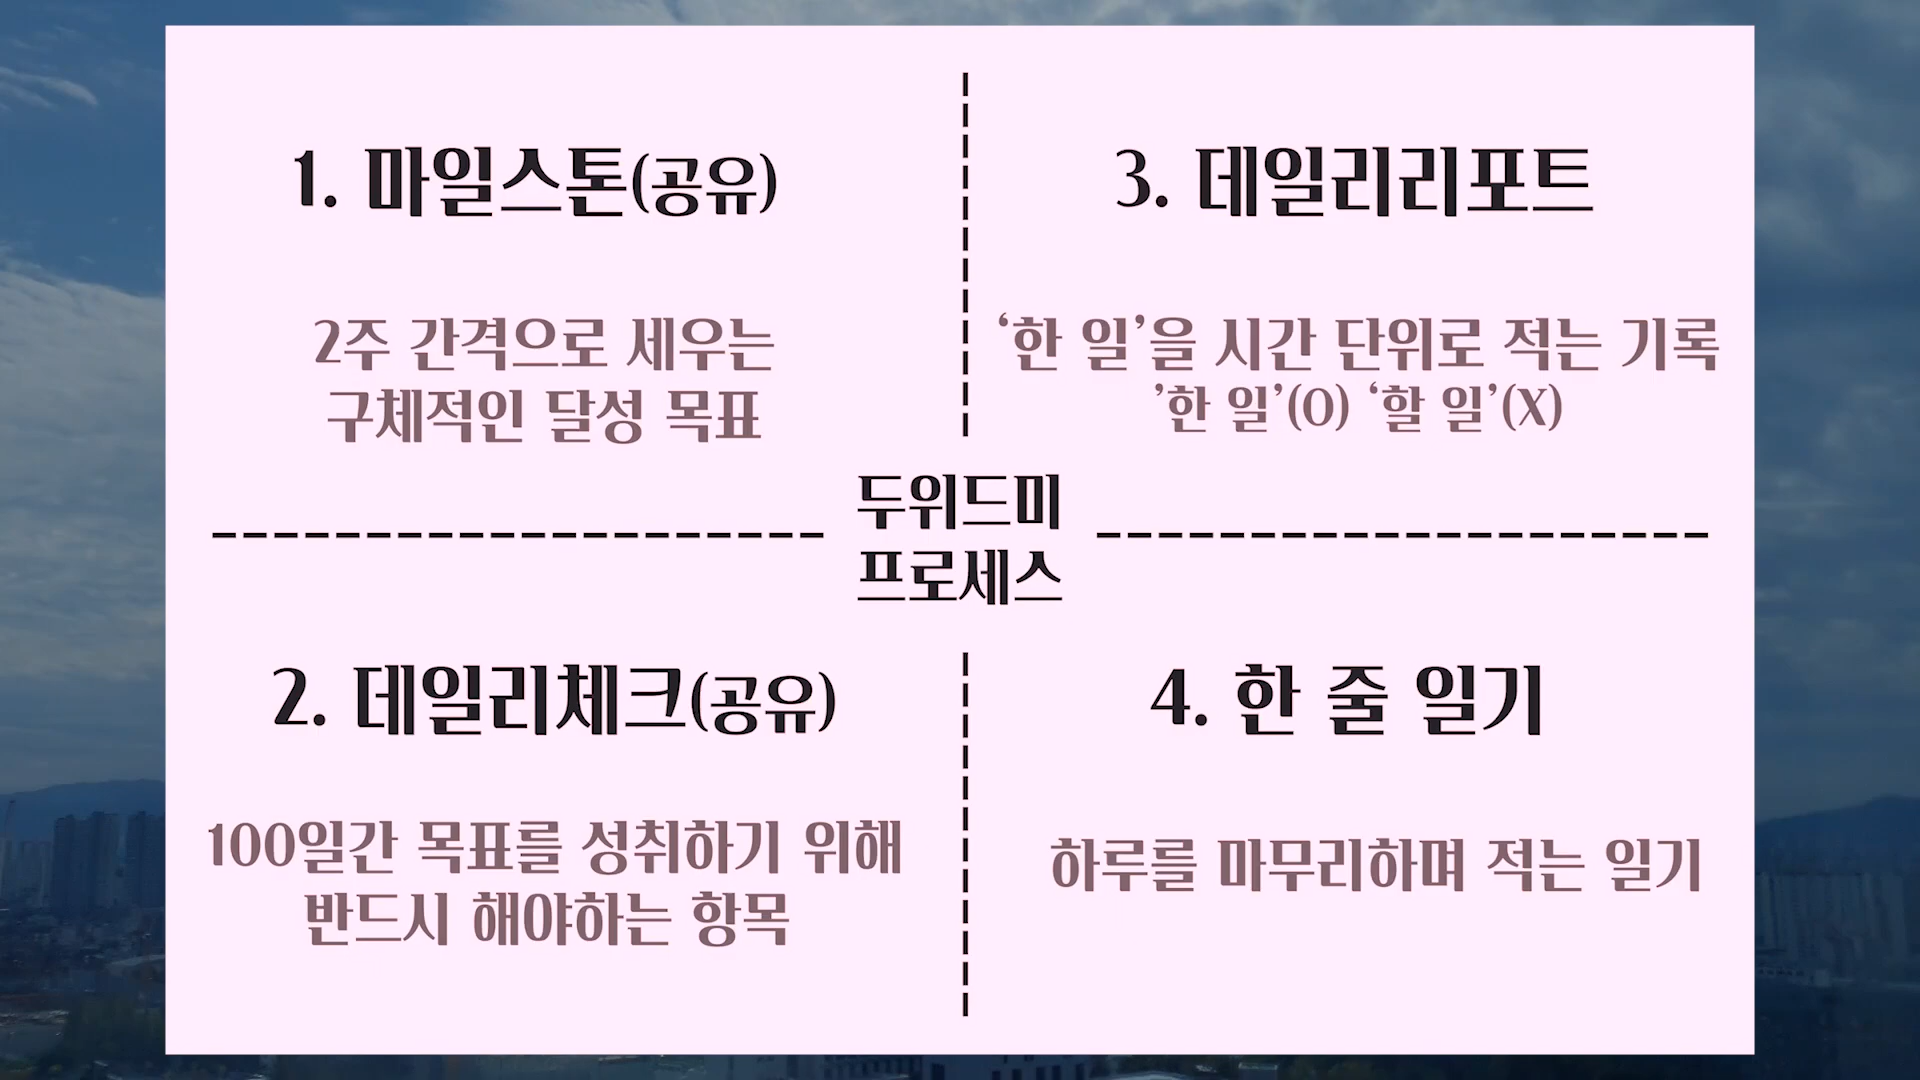 1. 마일스톤(공유)
2주 간격으로 세우는
구체적인 달성 목표
3. 데일리리포트
‘한 일’을 시간 단위로 적는 기록
’한 일’(O) ‘할 일’(X)
두위드미
프로세스
2. 데일리체크(공유)
100일간 목표를 성취하기 위해
반드시 해야하는 항목
4. 한 줄 일기
하루를 마무리하며 적는 일기